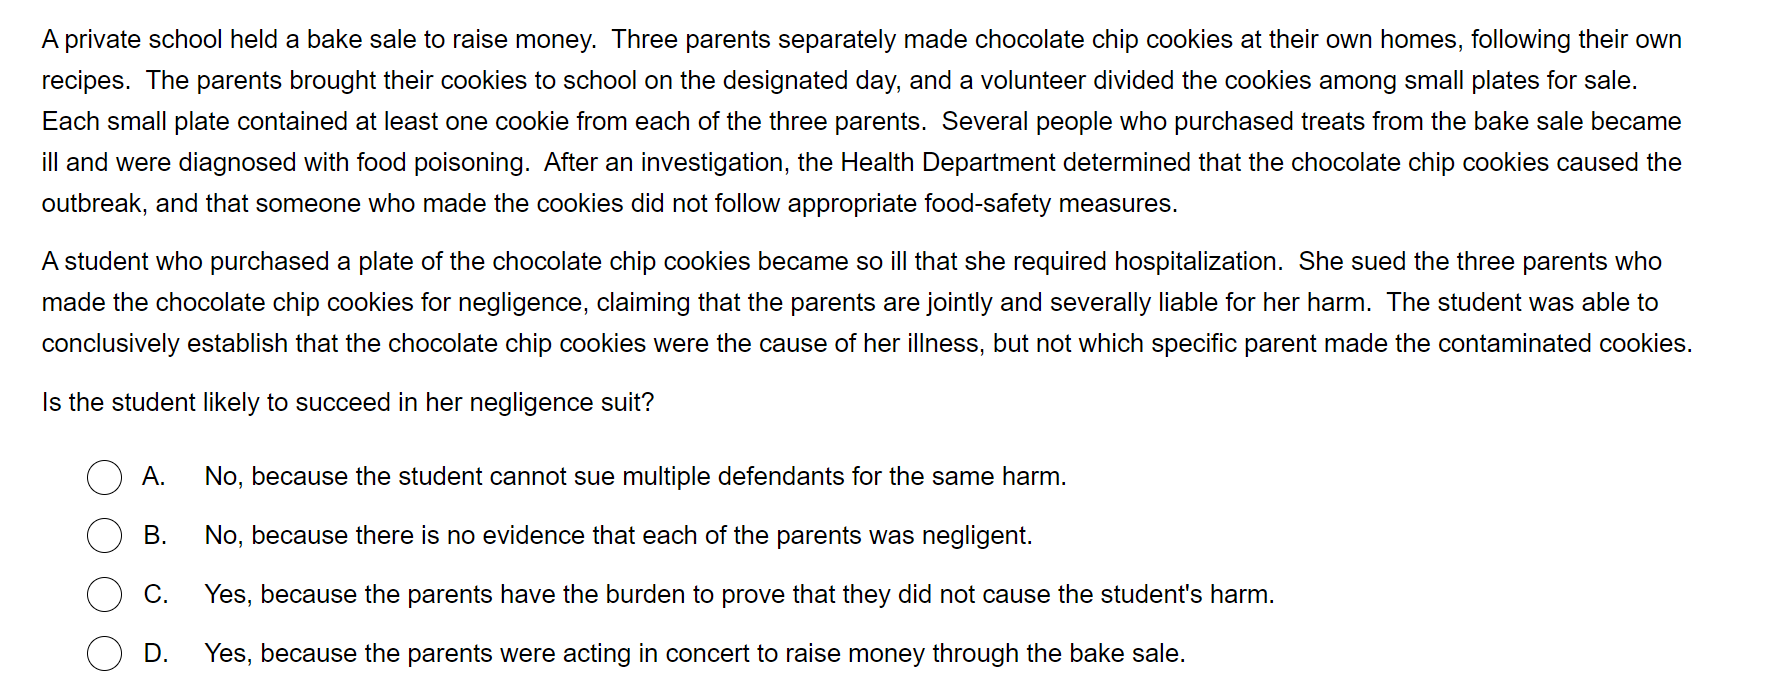 A private school held a bake sale to raise money.  Three parents separately made chocolate chip cookies at their own homes, following their own
recipes.  The parents brought their cookies to school on the designated day, and a volunteer divided the cookies among small plates for sale.
Each small plate contained at least one cookie from each of the three parents.  Several people who purchased treats from the bake sale became
ill and were diagnosed with food poisoning.  After an investigation, the Health Department determined that the chocolate chip cookies caused the
outbreak, and that someone who made the cookies did not follow appropriate food-safety measures.
A student who purchased a plate of the chocolate chip cookies became so ill that she required hospitalization.  She sued the three parents who
made the chocolate chip cookies for negligence, claiming that the parents are jointly and severally liable for her harm.  The student was able to
conclusively establish that the chocolate chip cookies were the cause of her illness, but not which specific parent made the contaminated cookies.
Is the student likely to succeed in her negligence suit?
A. No, because the student cannot sue multiple defendants for the same harm.
B. No, because there is no evidence that each of the parents was negligent.
C. Yes, because the parents have the burden to prove that they did not cause the student's harm.
D. Yes, because the parents were acting in concert to raise money through the bake sale.